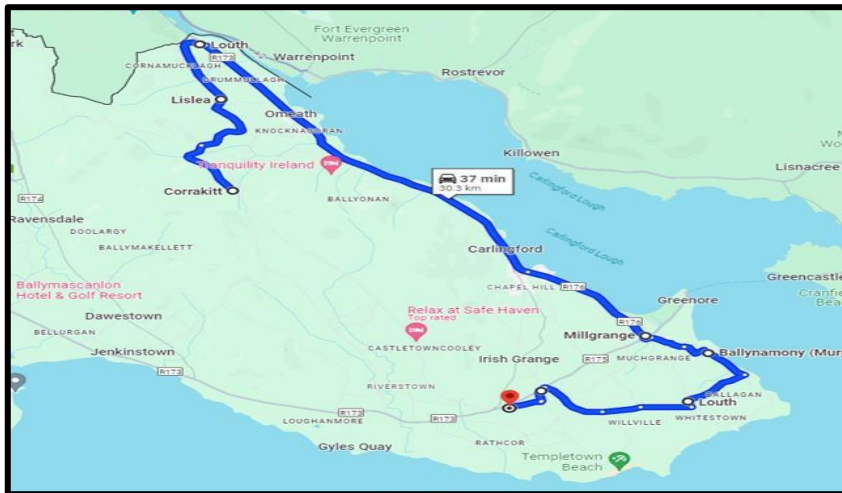 Fort Evergreen
Warrenpoint
Louth
R173
Warrenpoint
Rostrevor
CORNAMUCKLAGH
DRUMMULLAGH
Lislea
Omeath
KNOCKNAGORAN
Killowen
Tranquility Ireland
Lisnacree
37 min
30.3 km
Corrakitt
R174
BALLYONAN
Carlingford Lough
Ravensdale
DOOLARGY
BALLYMAKELLETT
Carlingford
Carlingford Lough
Greencastle
Ballymascanlon
Hotel & Golf Resort
CHAPEL HILL
R176
Cranfi
Bea
Greenore
Relax at Safe Haven
Top rated
Dawestown
R176
BELLURGAN
Millgrange
CASTLETOWNCOOLEY
Jenkinstown
Irish Grange
R175
MUCHGRANGE
Ballynamony (Mur
R173
RIVERSTOWN
BALLAGAN
Louth
LOUGHANMORE
R173
R173
WILLVILLE
WHITESTOWN
Gyles Quay
RATHCOR
Templetown
Beach